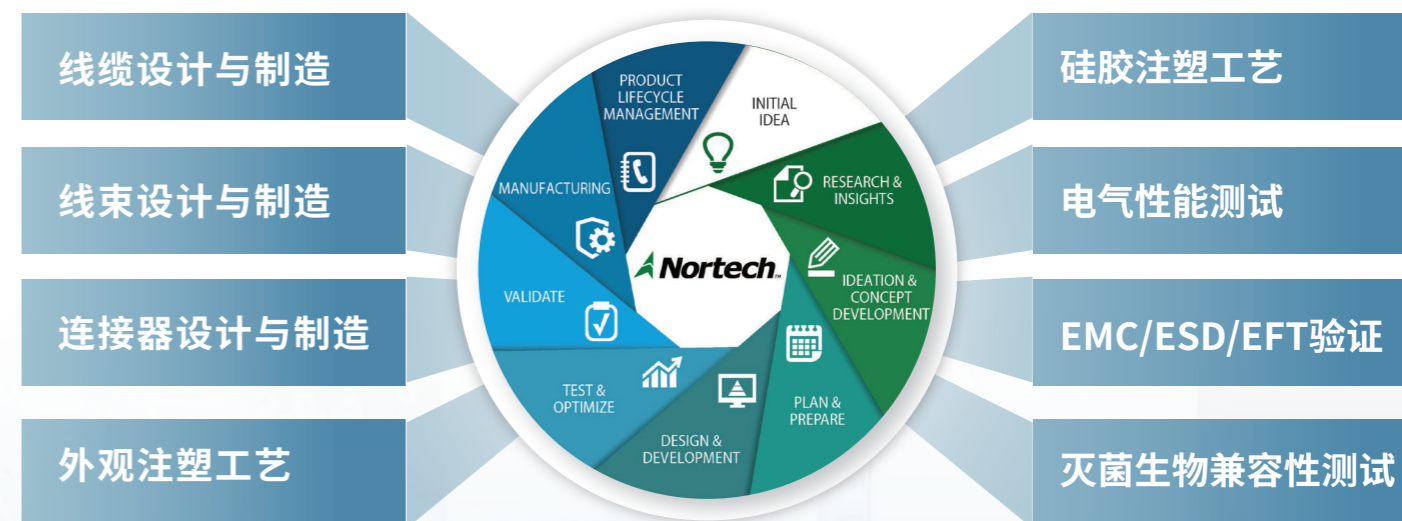 线缆设计与制造
线束设计与制造
连接器设计与制造
外观注塑工艺
PRODUCT
LIFECYCLE
MANAGEMENT
INITIAL
IDEA
RESEARCH &
INSIGHTS
IDEATION &
CONCEPT
DEVELOPMENT
PLAN &
PREPARE
DESIGN &
DEVELOPMENT
TEST &
OPTIMIZE
VALIDATE
MANUFACTURING
Nortech™
硅胶注塑工艺
电气性能测试
EMC/ESD/EFT验证
灭菌生物兼容性测试